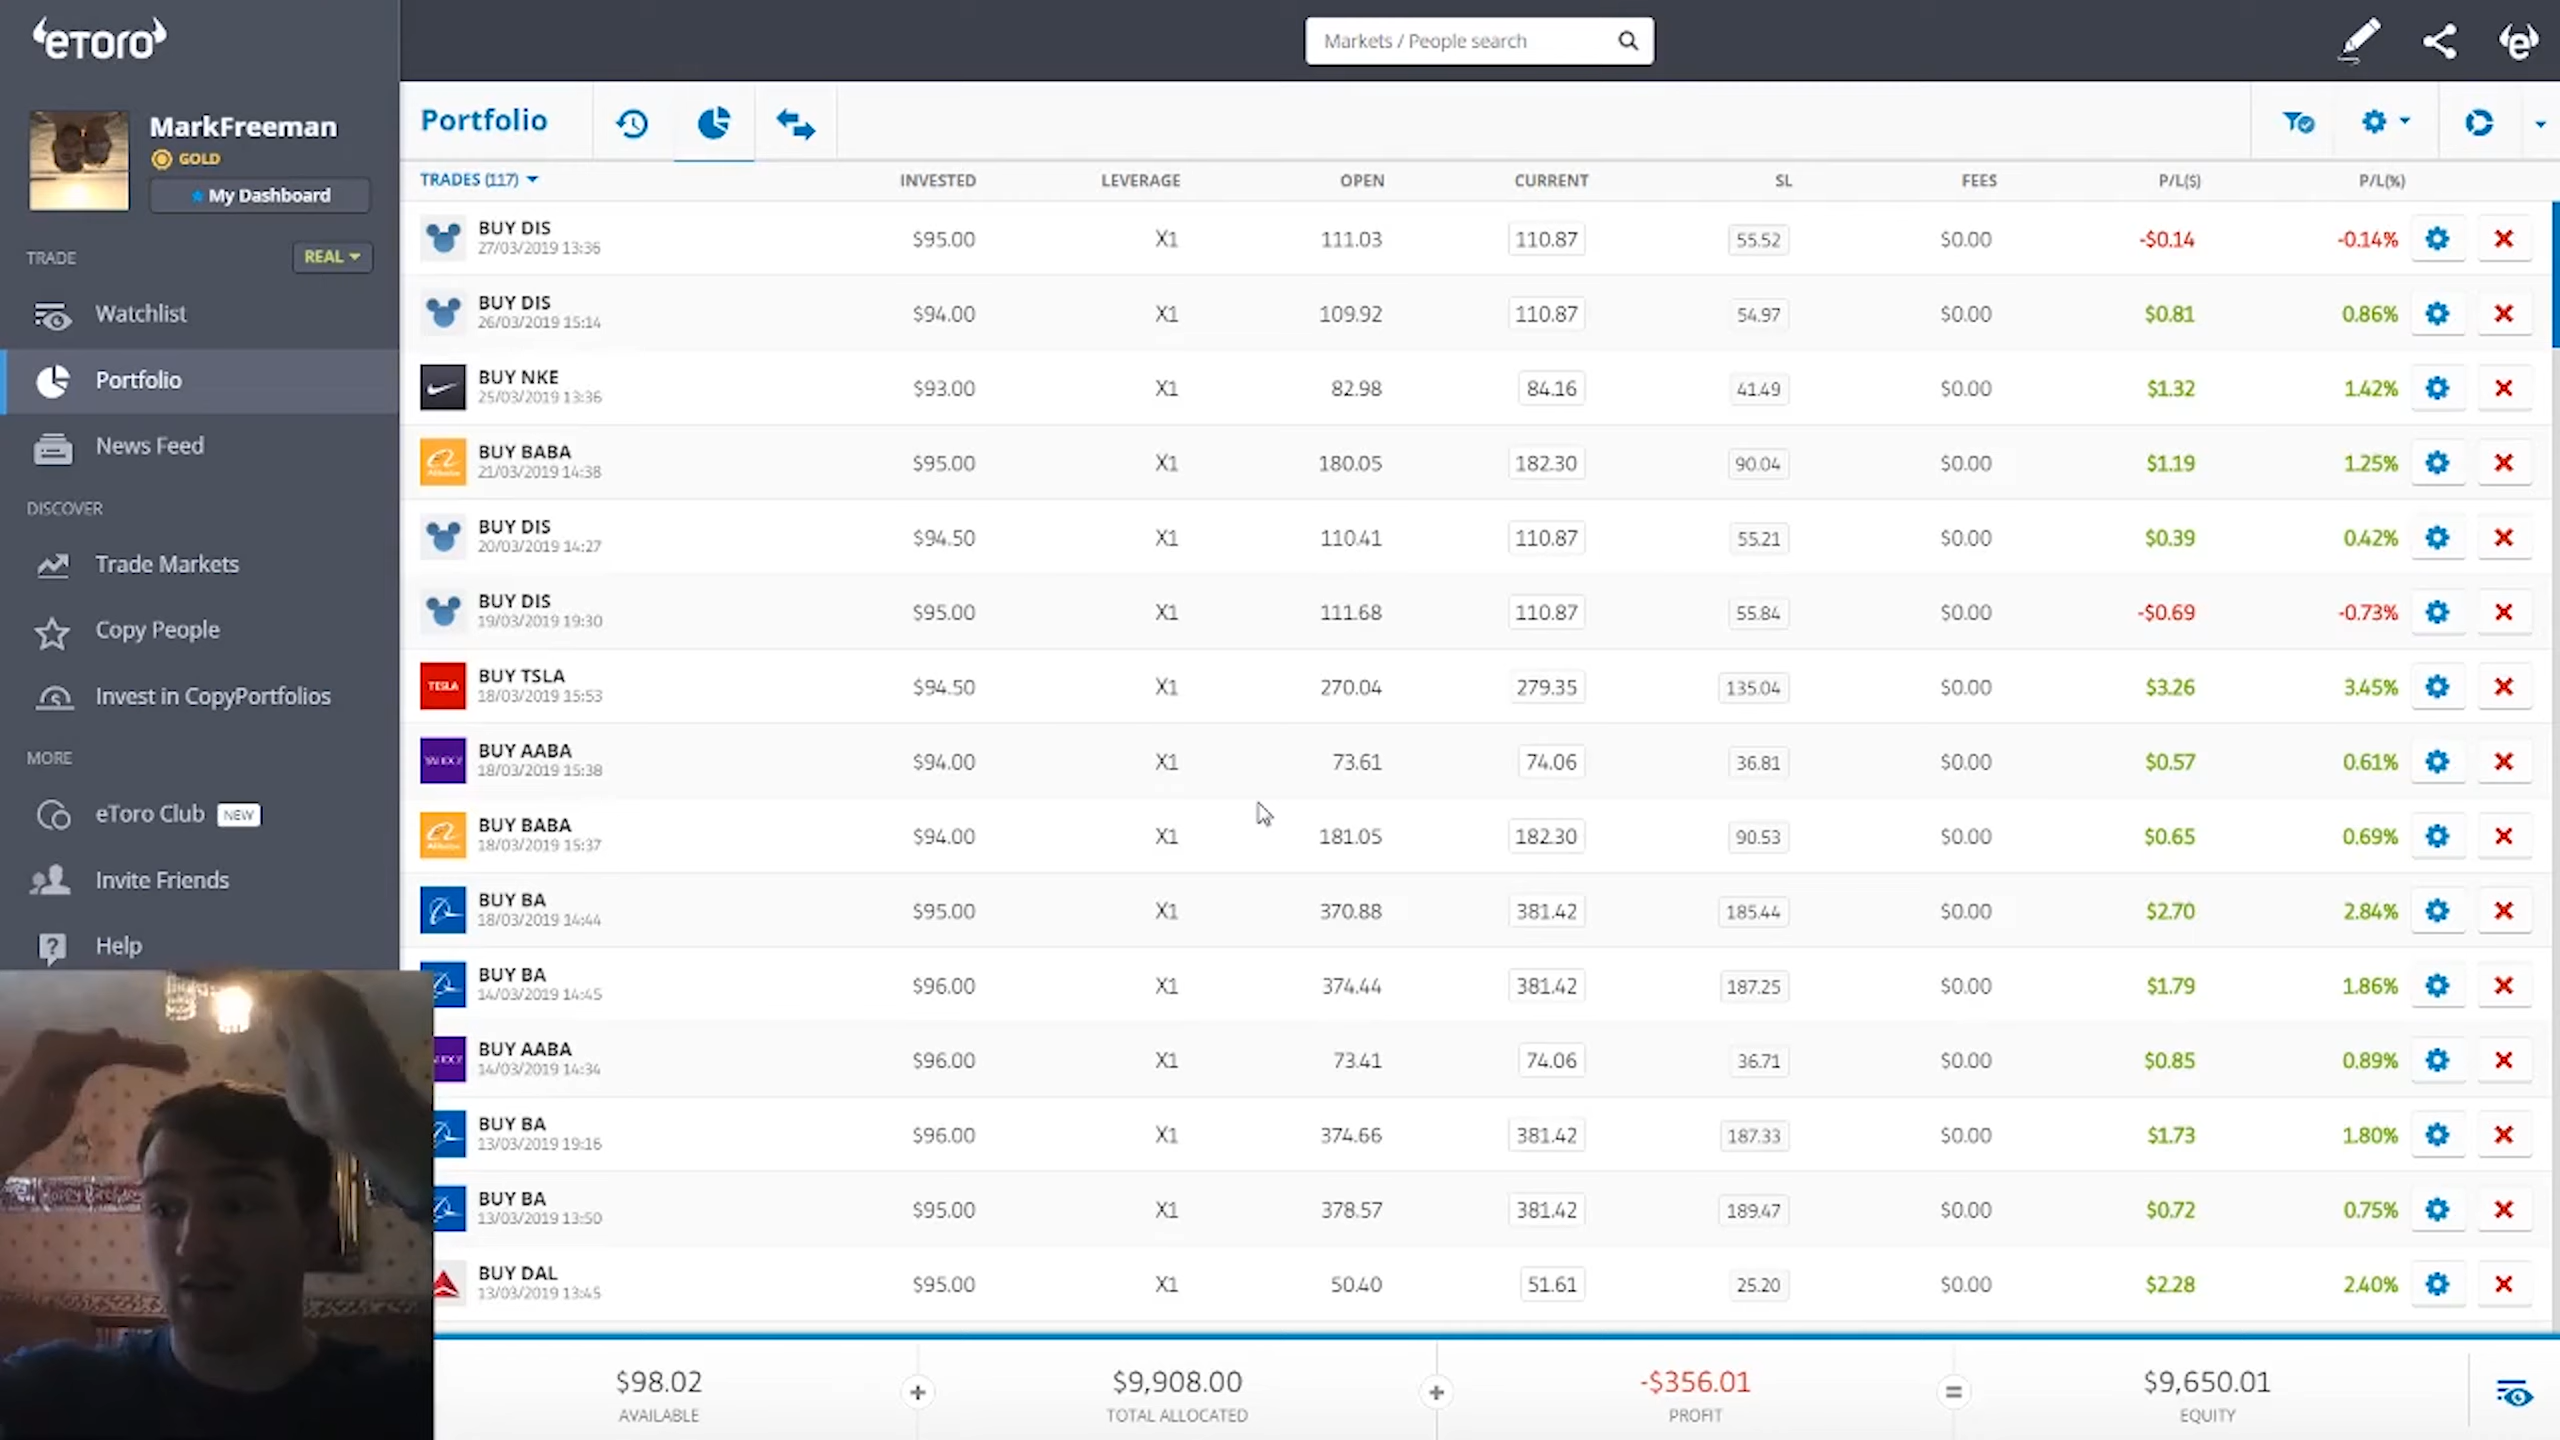 eTORO
Markets / People search
MarkFreeman
GOLD
My Dashboard
TRADE
REAL
Watchlist
Portfolio
News Feed
DISCOVER
Trade Markets
Copy People
Invest in CopyPortfolios
MORE
eToro Club NEW
Invite Friends
Help
Portfolio
TRADES (117) INVESTED LEVERAGE OPEN CURRENT SL FEES P/L($) P/L(%)
BUY DIS
27/03/2019 13:36
$95.00 X1 111.03 110.87 55.52 $0.00 -$0.14 -0.14%
BUY DIS
26/03/2019 15:14
$94.00 X1 109.92 110.87 54.97 $0.00 $0.81 0.86%
BUY NKE
25/03/2019 13:36
$93.00 X1 82.98 84.16 41.49 $0.00 $1.32 1.42%
BUY BABA
21/03/2019 14:38
$95.00 X1 180.05 182.30 90.04 $0.00 $1.19 1.25%
BUY DIS
20/03/2019 14:27
$94.50 X1 110.41 110.87 55.21 $0.00 $0.39 0.42%
BUY DIS
19/03/2019 19:30
$95.00 X1 111.68 110.87 55.84 $0.00 -$0.69 -0.73%
TESLA
BUY TSLA
18/03/2019 15:53
$94.50 X1 270.04 279.35 135.04 $0.00 $3.26 3.45%
YAHOO!
BUY AABA
18/03/2019 15:38
$94.00 X1 73.61 74.06 36.81 $0.00 $0.57 0.61%
BUY BABA
18/03/2019 15:37
$94.00 X1 181.05 182.30 90.53 $0.00 $0.65 0.69%
BUY BA
18/03/2019 14:44
$95.00 X1 370.88 381.42 185.44 $0.00 $2.70 2.84%
BUY BA
14/03/2019 14:45
$96.00 X1 374.44 381.42 187.25 $0.00 $1.79 1.86%
BUY AABA
14/03/2019 14:34
$96.00 X1 73.41 74.06 36.71 $0.00 $0.85 0.89%
BUY BA
13/03/2019 19:16
$96.00 X1 374.66 381.42 187.33 $0.00 $1.73 1.80%
BUY BA
13/03/2019 13:50
$95.00 X1 378.57 381.42 189.47 $0.00 $0.72 0.75%
BUY DAL
13/03/2019 13:45
$95.00 X1 50.40 51.61 25.20 $0.00 $2.28 2.40%
$98.02 + $9,908.00 + -$356.01 = $9,650.01
AVAILABLE TOTAL ALLOCATED PROFIT EQUITY